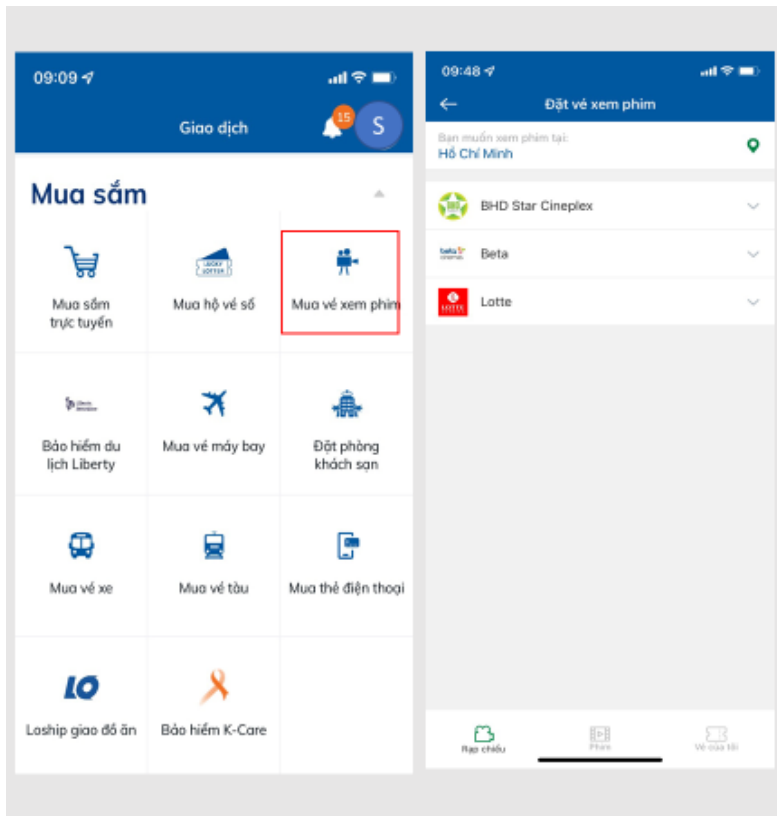 09:09
Giao dịch
15
S
Mua sắm
Mua sắm
trực tuyến
Mua hộ vé số
Mua vé xem phim
Bảo hiểm du
lịch Liberty
Mua vé máy bay
Đặt phòng
khách sạn
Mua vé xe
Mua vé tàu
Mua thẻ điện thoại
LO
Loship giao đồ ăn
Bảo hiểm K-Care
09:48
Đặt vé xem phim
Bạn muốn xem phim tại:
Hồ Chí Minh
BHD Star Cineplex
Beta
Lotte
Rạp chiếu
Phim
Vé của tôi